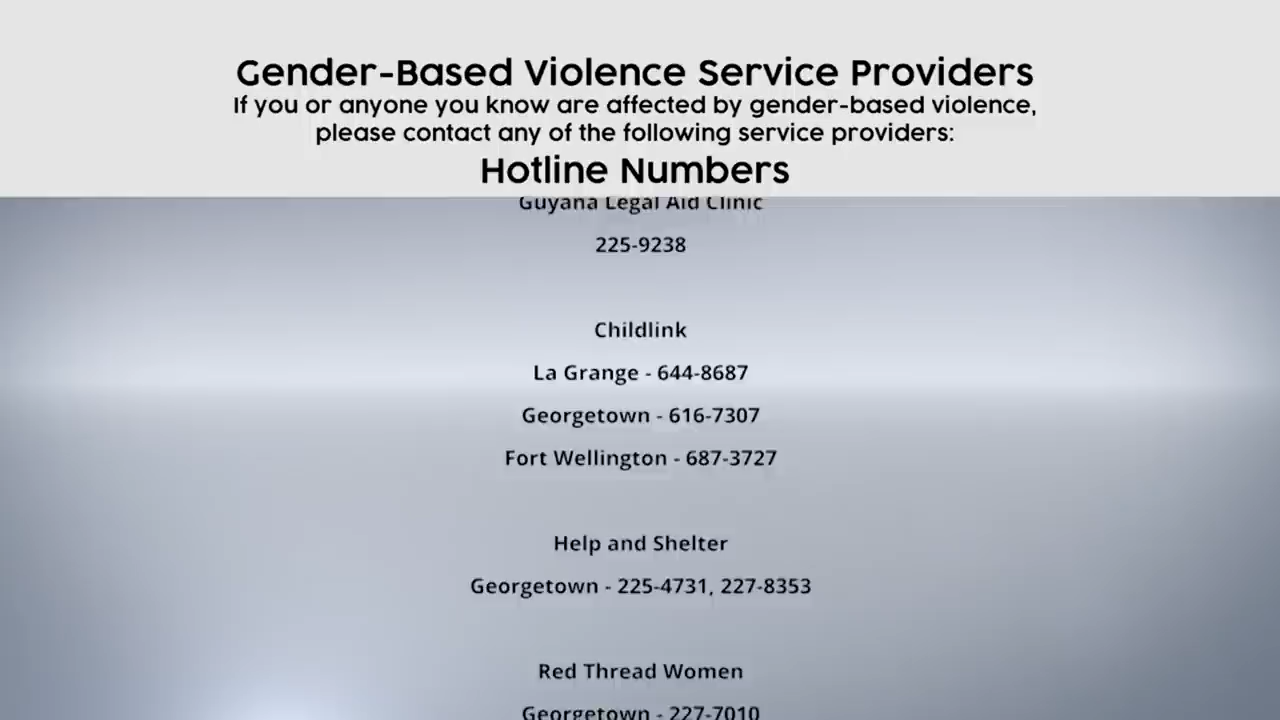 Gender-Based Violence Service Providers
If you or anyone you know are affected by gender-based violence,
please contact any of the following service providers:
Hotline Numbers
Guyana Legal Aid Clinic
225-9238
Childlink
La Grange - 644-8687
Georgetown - 616-7307
Fort Wellington - 687-3727
Help and Shelter
Georgetown - 225-4731, 227-8353
Red Thread Women
Georgetown - 227-7010